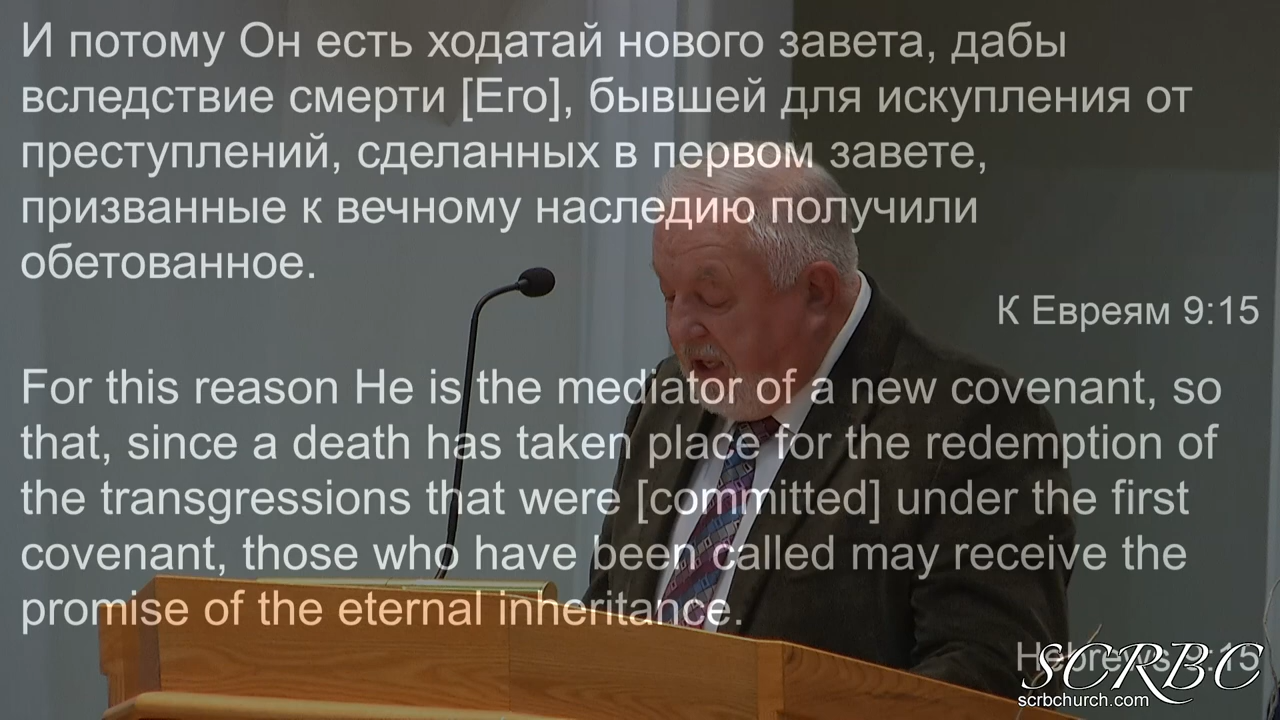 И потому Он есть ходатай нового завета, дабы
вследствие смерти [Его], бывшей для искупления от
преступлений, сделанных в первом завете,
призванные к вечному наследию получили
обетованное.
К Евреям 9:15
For this reason He is the mediator of a new covenant, so
that, since a death has taken place for the redemption of
the transgressions that were [committed] under the first
covenant, those who have been called may receive the
promise of the eternal inheritance.
Hebrews 9:15
SCRBC
scrbchurch.com